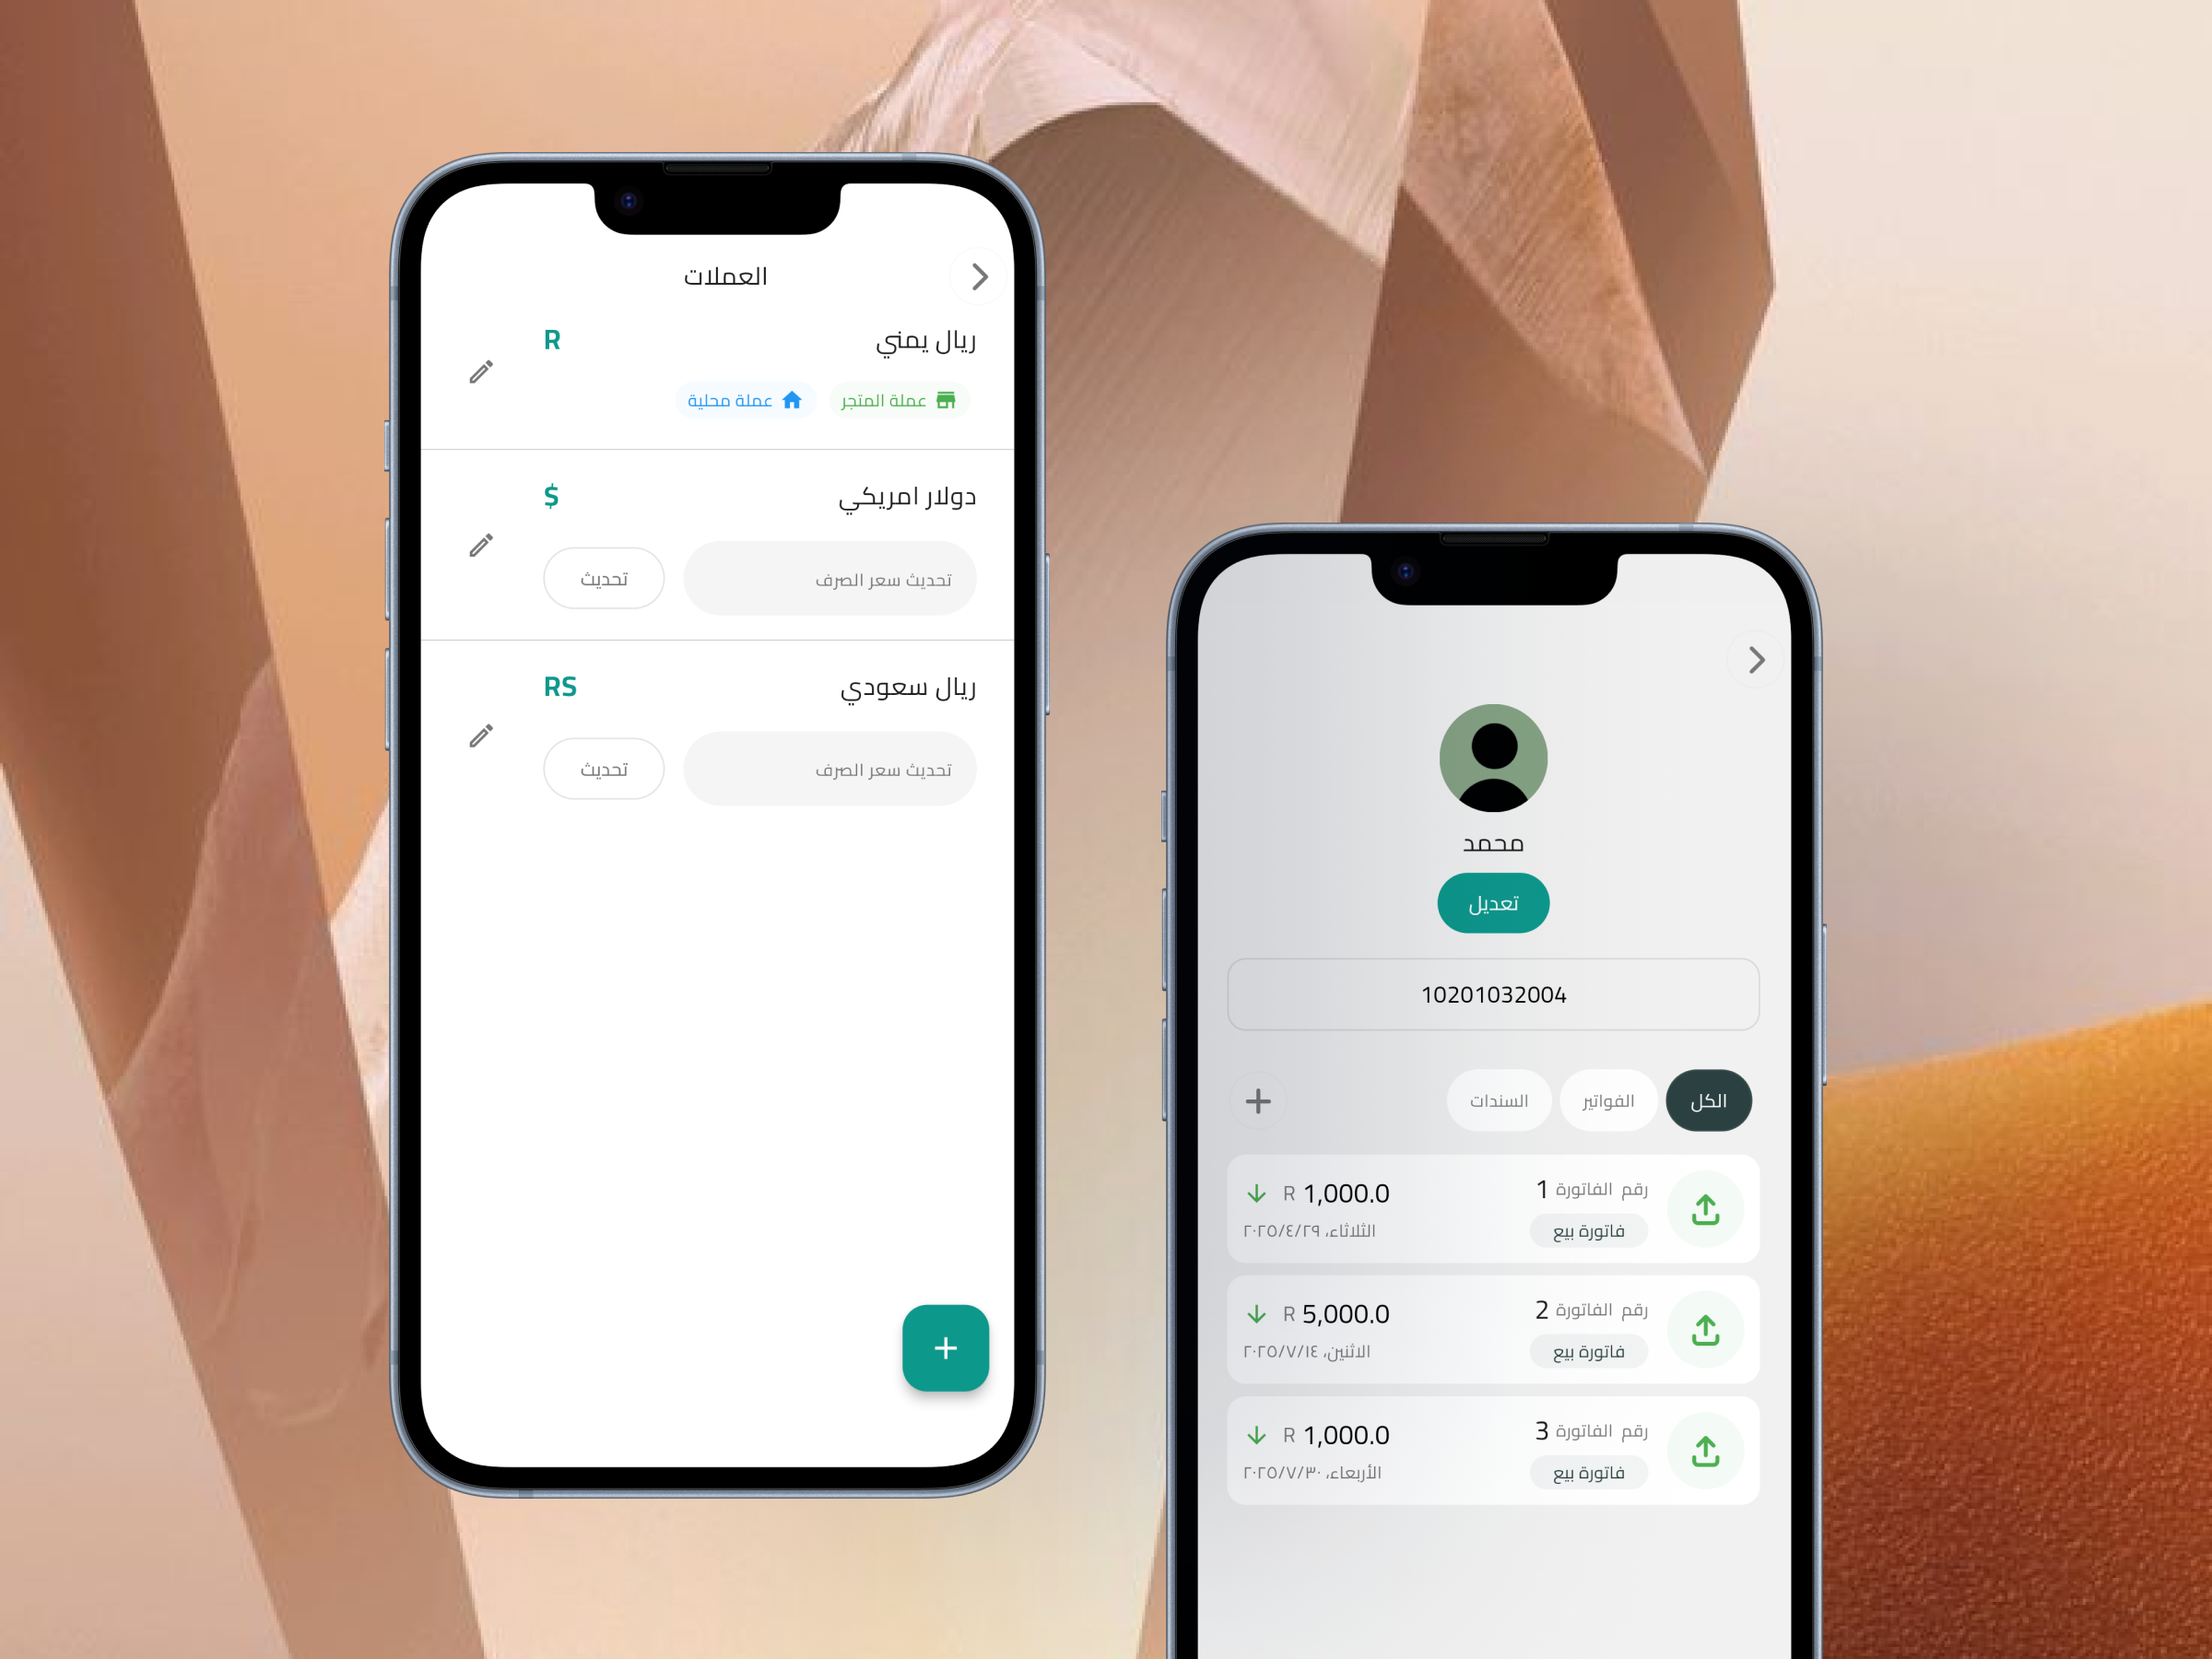 العملات
ريال يمني R
عملة المتجر عملة محلية
دولار امريكي $
تحديث سعر الصرف تحديث
ريال سعودي RS
تحديث سعر الصرف تحديث
+
محمد
تعديل
10201032004
الكل الفواتير السندات +
رقم الفاتورة 1 1,000.0 R
فاتورة بيع الثلاثاء، ٢٠٢٥/٤/٢٩
رقم الفاتورة 2 5,000.0 R
فاتورة بيع الاثنين، ٢٠٢٥/٧/١٤
رقم الفاتورة 3 1,000.0 R
فاتورة بيع الأربعاء، ٢٠٢٥/٧/٣٠